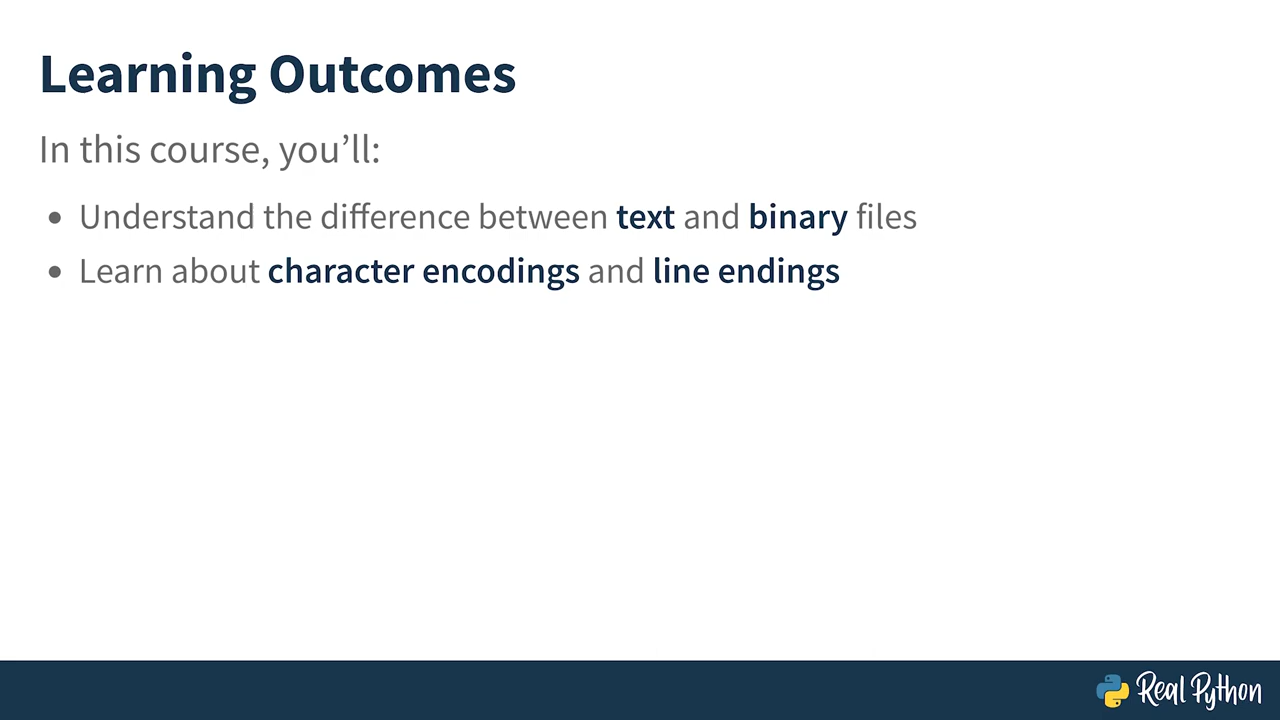 Learning Outcomes
In this course, you’ll:
• Understand the difference between text and binary files
• Learn about character encodings and line endings
Real Python